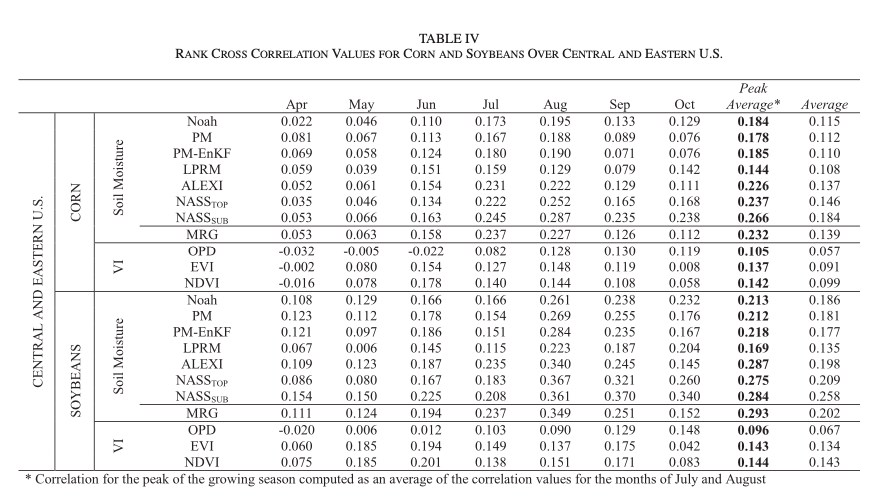 TABLE IV
RANK CROSS CORRELATION VALUES FOR CORN AND SOYBEANS OVER CENTRAL AND EASTERN U.S.
Apr May Jun Jul Aug Sep Oct Peak Average* Average
CENTRAL AND EASTERN U.S.
CORN
Soil Moisture
Noah 0.022 0.046 0.110 0.173 0.195 0.133 0.129 0.184 0.115
PM 0.081 0.067 0.113 0.167 0.188 0.089 0.076 0.178 0.112
PM-EnKF 0.069 0.058 0.124 0.180 0.190 0.071 0.076 0.185 0.110
LPRM 0.059 0.039 0.151 0.159 0.129 0.079 0.142 0.144 0.108
ALEXI 0.052 0.061 0.154 0.231 0.222 0.129 0.111 0.226 0.137
NASSTOP 0.035 0.046 0.134 0.222 0.252 0.165 0.168 0.237 0.146
NASSSUB 0.053 0.066 0.163 0.245 0.287 0.235 0.238 0.266 0.184
MRG 0.053 0.063 0.158 0.237 0.227 0.126 0.112 0.232 0.139
VI
OPD -0.032 -0.005 -0.022 0.082 0.128 0.130 0.119 0.105 0.057
EVI -0.002 0.080 0.154 0.127 0.148 0.119 0.008 0.137 0.091
NDVI -0.016 0.078 0.178 0.140 0.144 0.108 0.058 0.142 0.099
SOYBEANS
Soil Moisture
Noah 0.108 0.129 0.166 0.166 0.261 0.238 0.232 0.213 0.186
PM 0.123 0.112 0.178 0.154 0.269 0.255 0.176 0.212 0.181
PM-EnKF 0.121 0.097 0.186 0.151 0.284 0.235 0.167 0.218 0.177
LPRM 0.067 0.006 0.145 0.115 0.223 0.187 0.204 0.169 0.135
ALEXI 0.109 0.123 0.187 0.235 0.340 0.245 0.145 0.287 0.198
NASSTOP 0.086 0.080 0.167 0.183 0.367 0.321 0.260 0.275 0.209
NASSSUB 0.154 0.150 0.225 0.208 0.361 0.370 0.340 0.284 0.258
MRG 0.111 0.124 0.194 0.237 0.349 0.251 0.152 0.293 0.202
VI
OPD -0.020 0.006 0.012 0.103 0.090 0.129 0.148 0.096 0.067
EVI 0.060 0.185 0.194 0.149 0.137 0.175 0.042 0.143 0.134
NDVI 0.075 0.185 0.201 0.138 0.151 0.171 0.083 0.144 0.143
* Correlation for the peak of the growing season computed as an average of the correlation values for the months of July and August